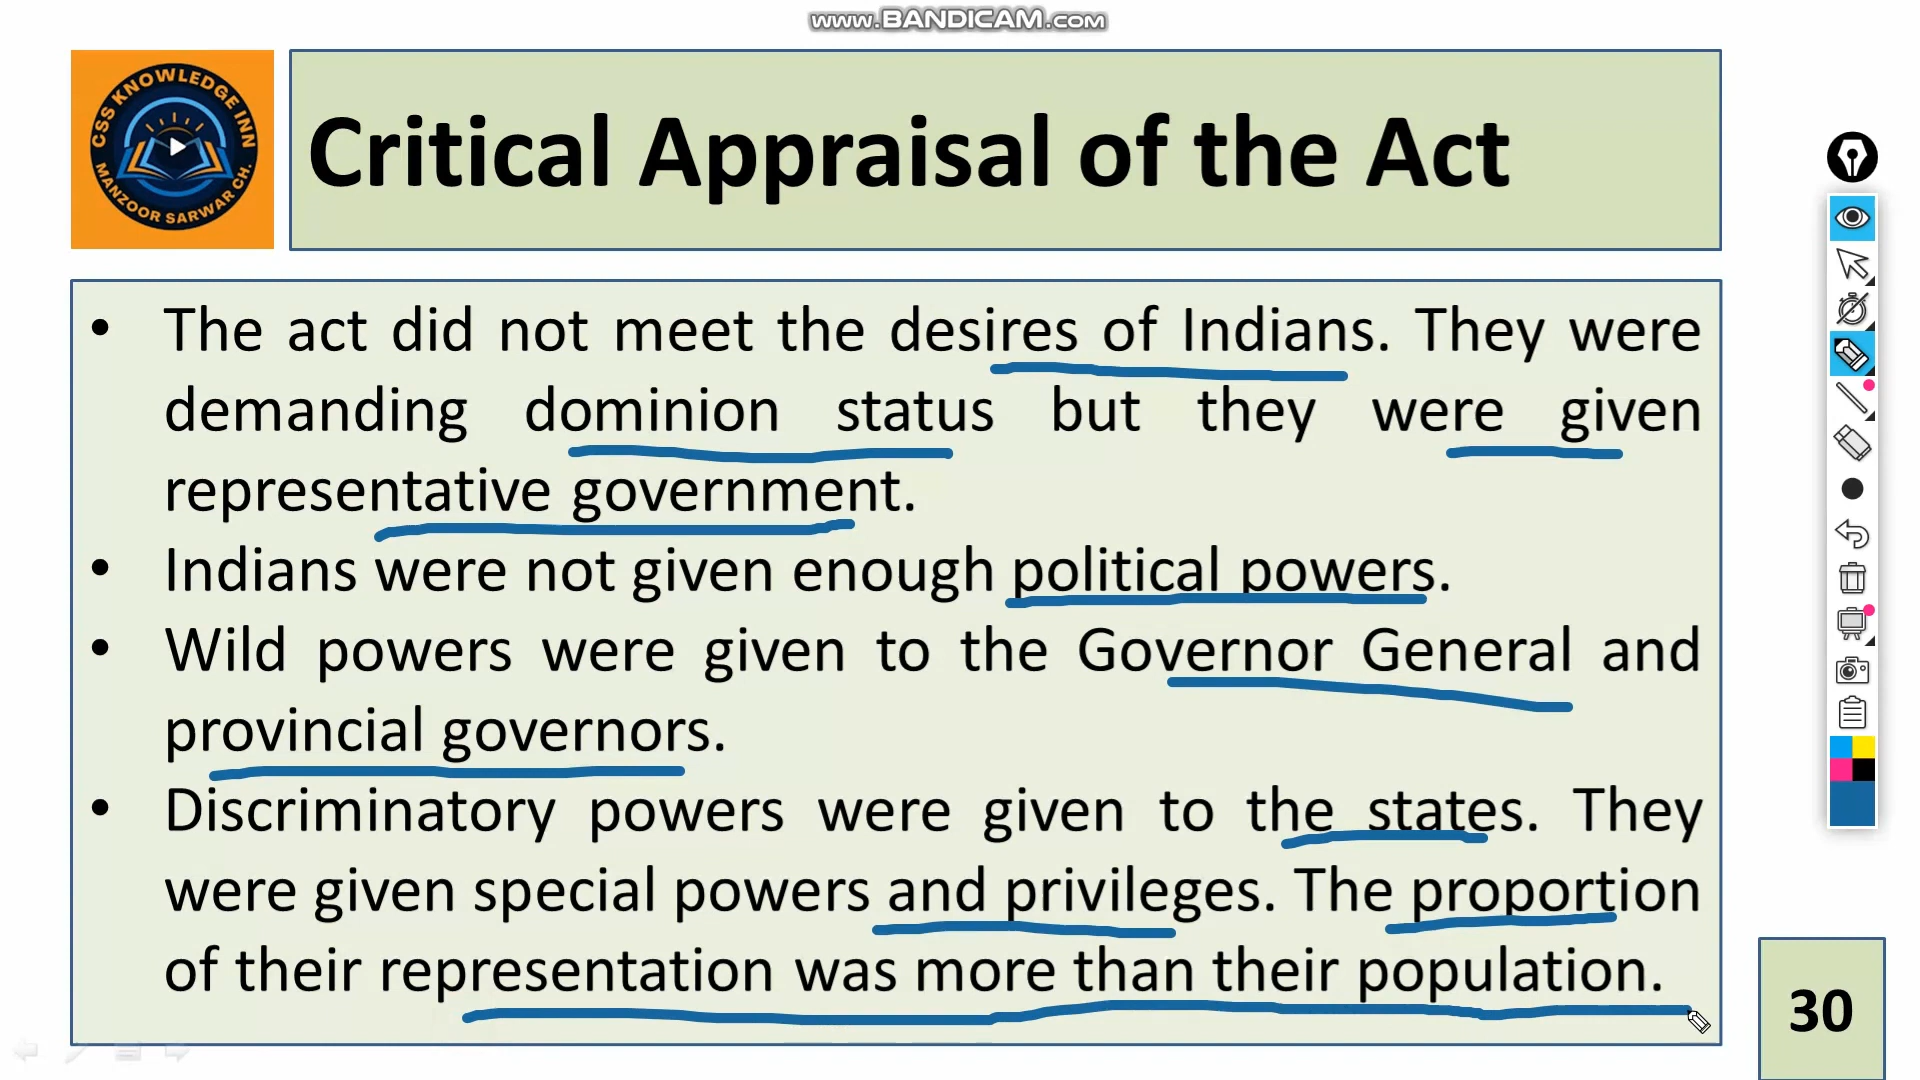 www.BANDICAM.com
CSS KNOWLEDGE INN
MANZOOR SARWAR CH.
Critical Appraisal of the Act
• The act did not meet the desires of Indians. They were
demanding dominion status but they were given
representative government.
• Indians were not given enough political powers.
• Wild powers were given to the Governor General and
provincial governors.
• Discriminatory powers were given to the states. They
were given special powers and privileges. The proportion
of their representation was more than their population.
30